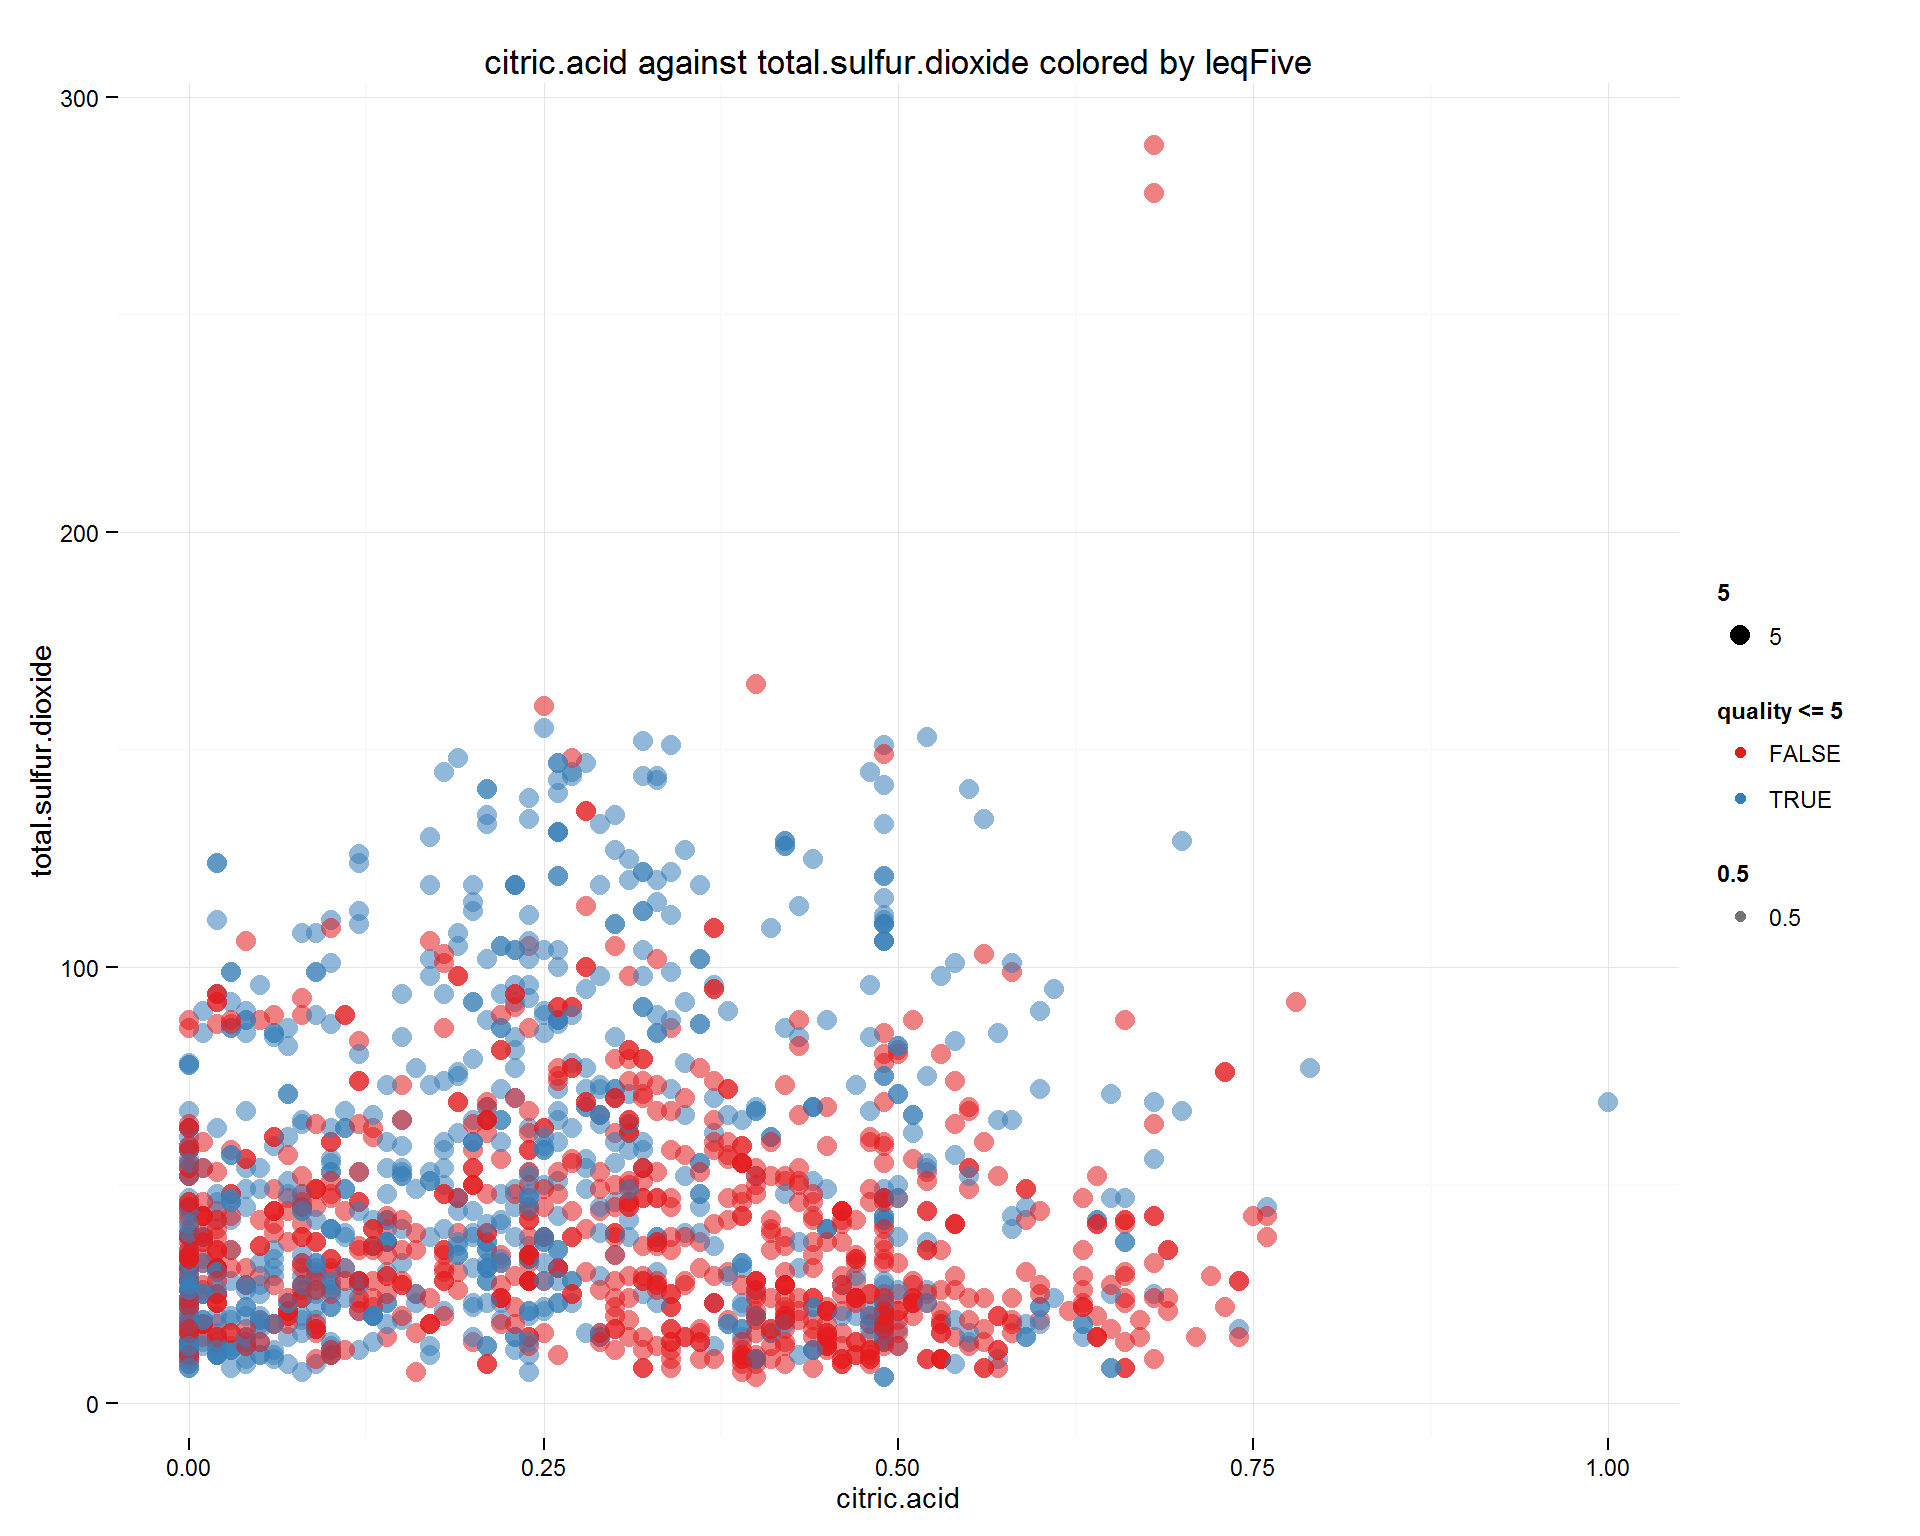 citric.acid against total.sulfur.dioxide colored by leqFive
300
200
100
0
total.sulfur.dioxide
0.00
0.25
0.50
0.75
1.00
citric.acid
5
5
quality <= 5
FALSE
TRUE
0.5
0.5